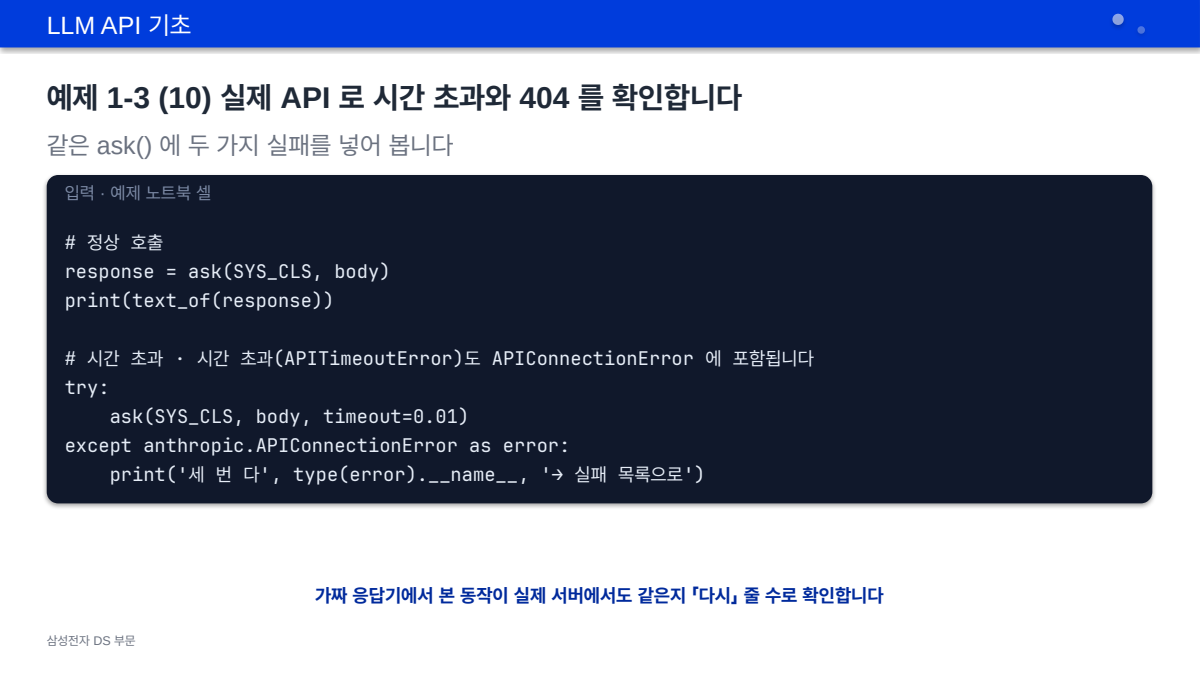 LLM API 기초
예제 1-3 (10) 실제 API 로 시간 초과와 404 를 확인합니다
같은 ask() 에 두 가지 실패를 넣어 봅니다
입력 · 예제 노트북 셀
# 정상 호출
response = ask(SYS_CLS, body)
print(text_of(response))
# 시간 초과 · 시간 초과(APITimeoutError)도 APIConnectionError 에 포함됩니다
try:
    ask(SYS_CLS, body, timeout=0.01)
except anthropic.APIConnectionError as error:
    print('세 번 다', type(error).__name__, '→ 실패 목록으로')
가짜 응답기에서 본 동작이 실제 서버에서도 같은지 「다시」 줄 수로 확인합니다
삼성전자 DS 부문